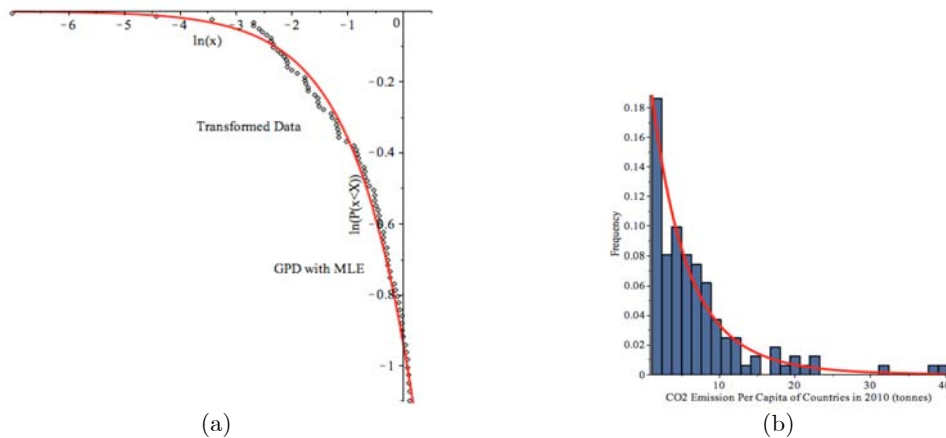 −6 −5 −4 −3 −2 −1 0
ln(x)
−0.2
Transformed Data
−0.4
ln(P(x<X))
−0.6
GPD with MLE
−0.8
−1
(a)
0.18
0.16
0.14
0.12
0.10
0.08
0.06
0.04
0.02
0
Frequency
10 20 30 40
CO2 Emission Per Capita of Countries in 2010 (tonnes)
(b)